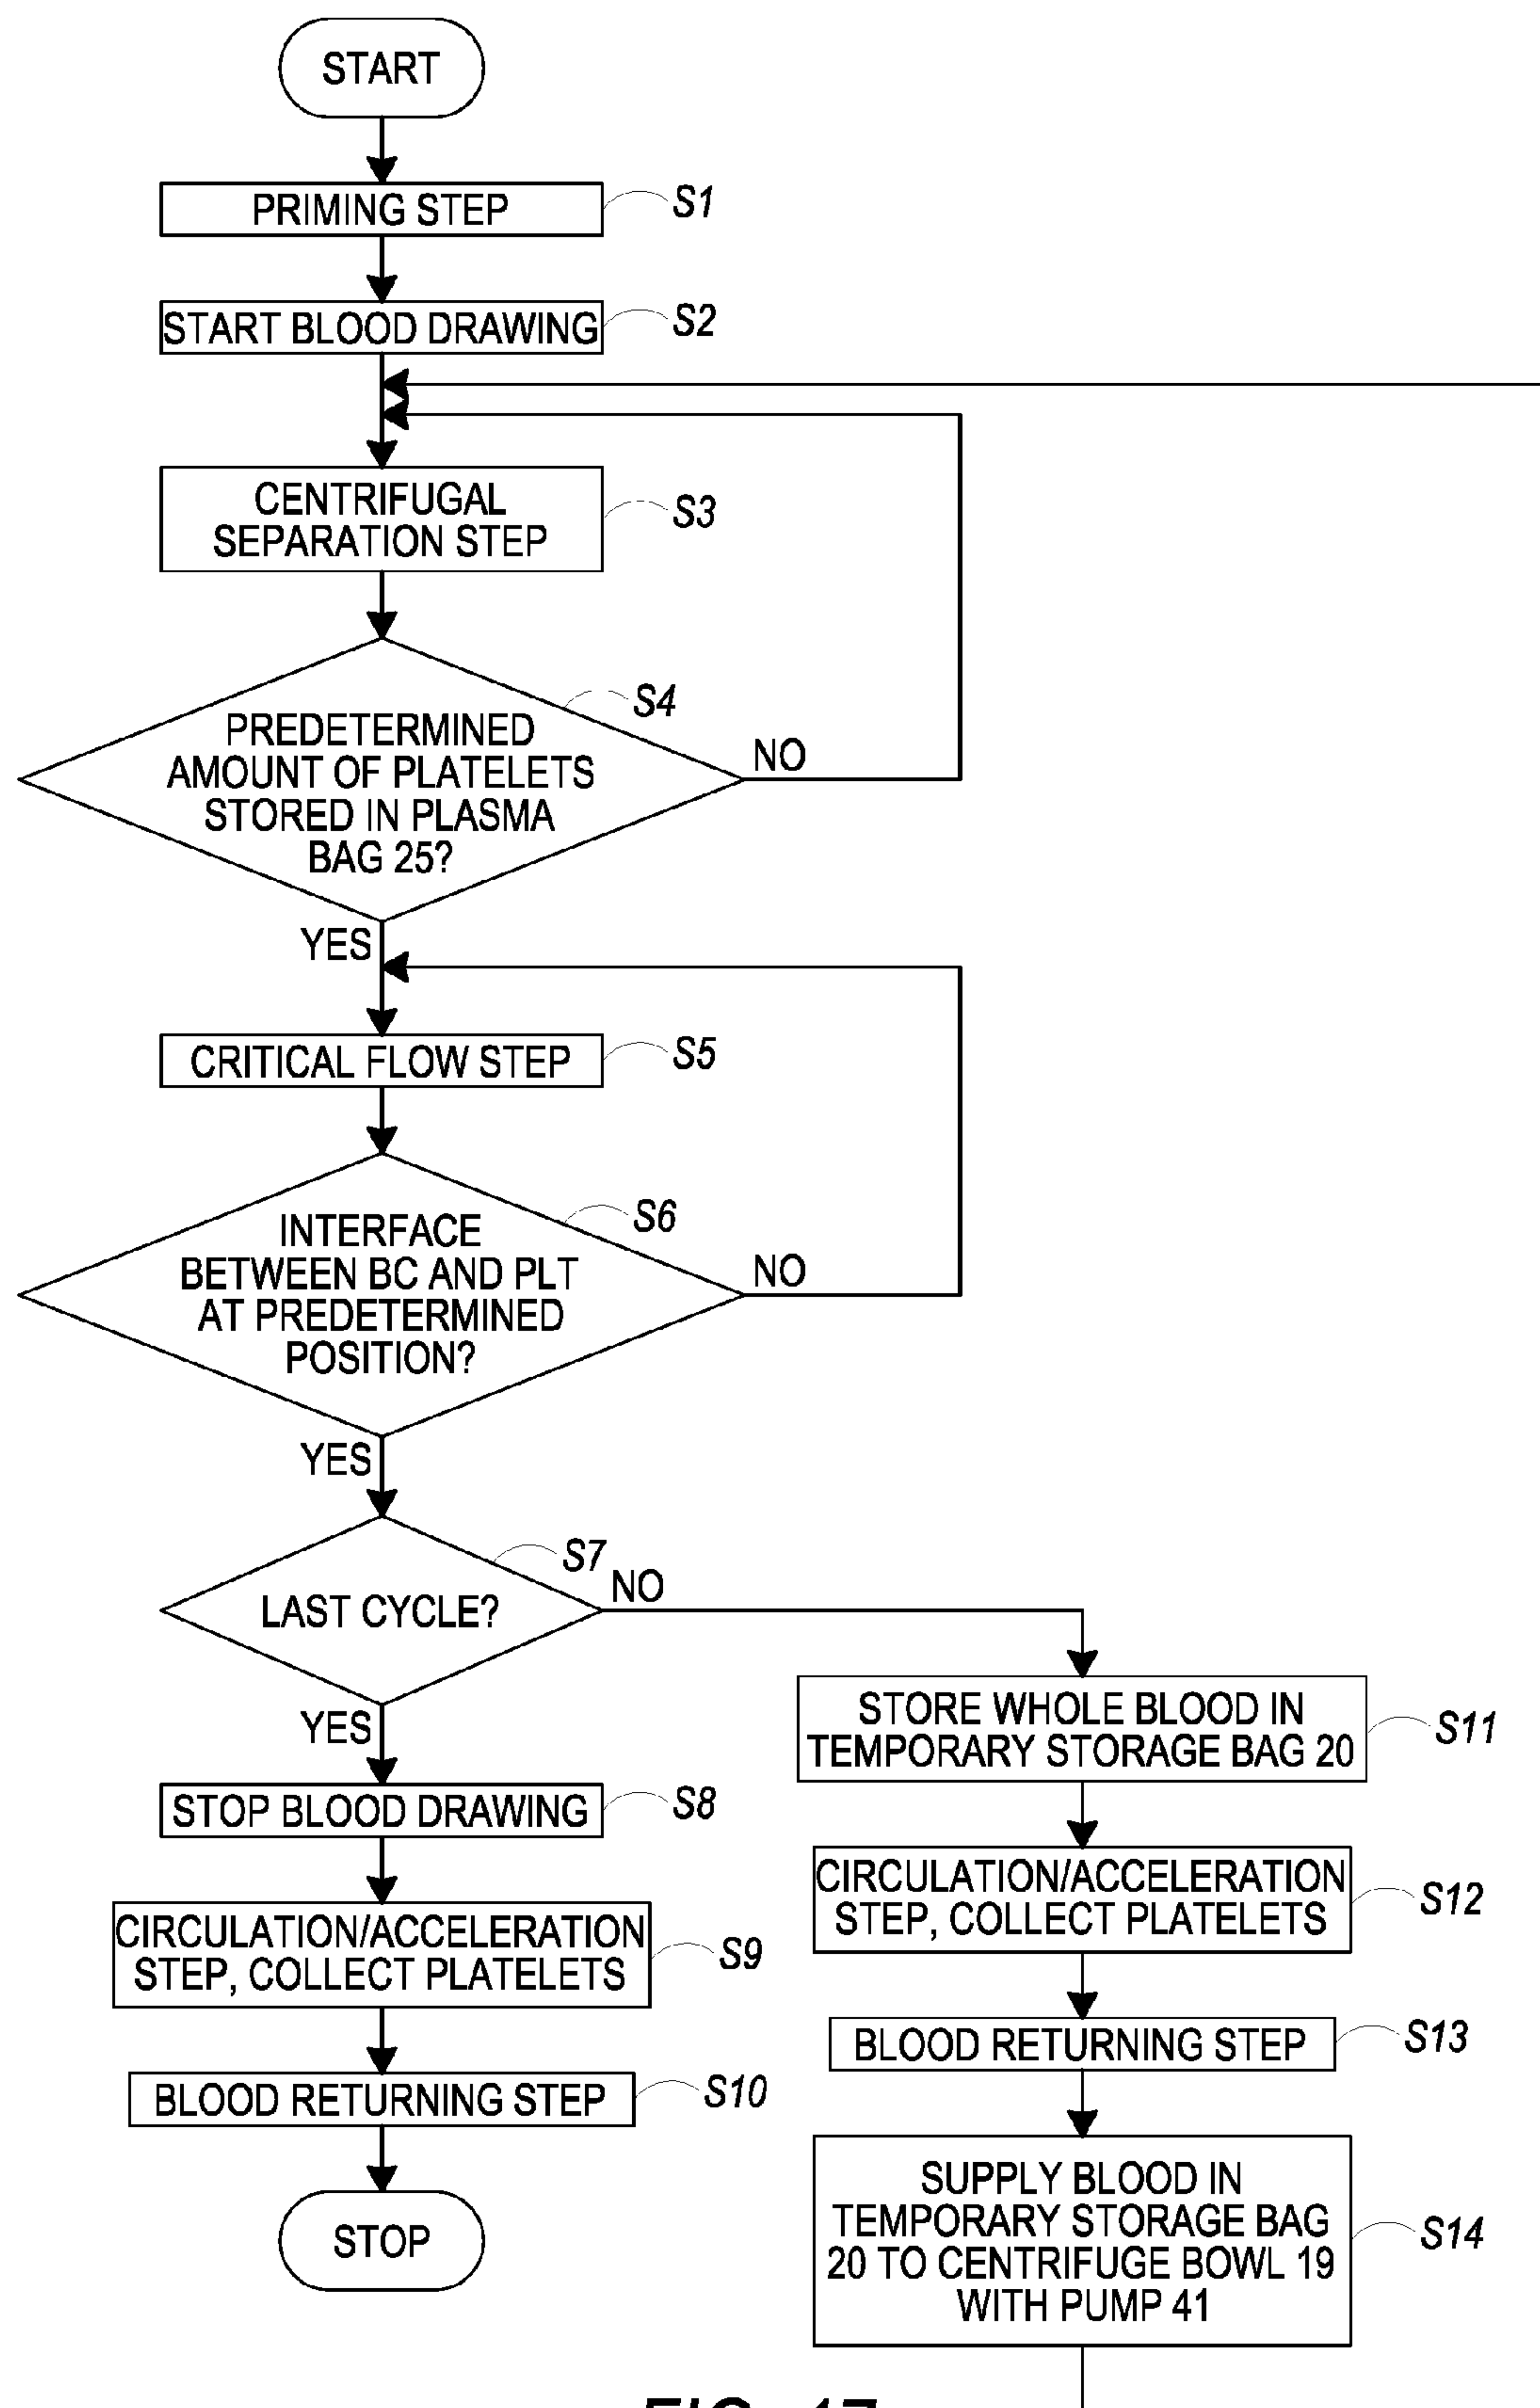 START
PRIMING STEP
S1
START BLOOD DRAWING
S2
CENTRIFUGAL
SEPARATION STEP
S3
PREDETERMINED
AMOUNT OF PLATELETS
STORED IN PLASMA
BAG 25?
S4
NO
YES
CRITICAL FLOW STEP
S5
INTERFACE
BETWEEN BC AND PLT
AT PREDETERMINED
POSITION?
S6
NO
YES
LAST CYCLE?
S7
NO
YES
STOP BLOOD DRAWING
S8
CIRCULATION/ACCELERATION
STEP, COLLECT PLATELETS
S9
BLOOD RETURNING STEP
S10
STOP
STORE WHOLE BLOOD IN
TEMPORARY STORAGE BAG 20
S11
CIRCULATION/ACCELERATION
STEP, COLLECT PLATELETS
S12
BLOOD RETURNING STEP
S13
SUPPLY BLOOD IN
TEMPORARY STORAGE BAG
20 TO CENTRIFUGE BOWL 19
WITH PUMP 41
S14